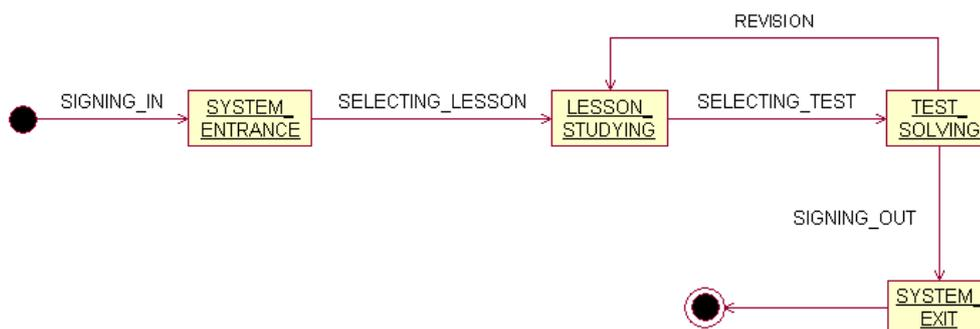 REVISION
SIGNING_IN
SYSTEM_
ENTRANCE
SELECTING_LESSON
LESSON_
STUDYING
SELECTING_TEST
TEST_
SOLVING
SIGNING_OUT
SYSTEM_
EXIT